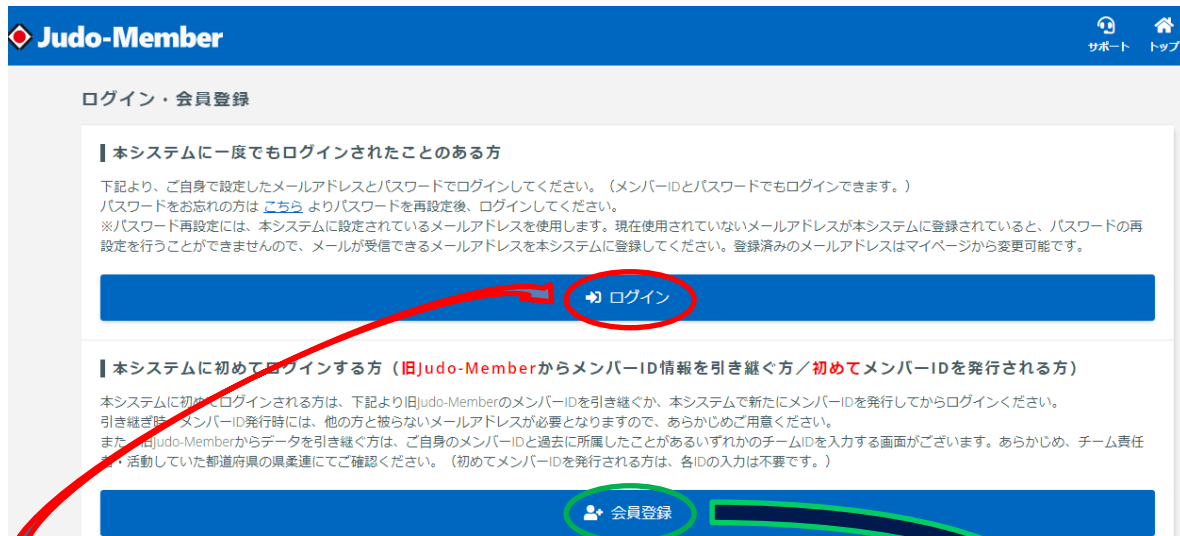 Judo-Member
サポート トップ
ログイン・会員登録
本システムに一度でもログインされたことのある方
下記より、ご自身で設定したメールアドレスとパスワードでログインしてください。（メンバーIDとパスワードでもログインできます。）
パスワードをお忘れの方は こちら よりパスワードを再設定後、ログインしてください。
※パスワード再設定には、本システムに設定されているメールアドレスを使用します。現在使用されていないメールアドレスが本システムに登録されていると、パスワードの再
設定を行うことができませんので、メールが受信できるメールアドレスを本システムに登録してください。登録済みのメールアドレスはマイページから変更可能です。
ログイン
本システムに初めてログインする方（旧Judo-MemberからメンバーID情報を引き継ぐ方／初めてメンバーIDを発行される方）
本システムに初めてログインされる方は、下記より旧Judo-MemberのメンバーIDを引き継ぐか、本システムで新たにメンバーIDを発行してからログインください。
引き継ぎ時、メンバーID発行時には、他の方と被らないメールアドレスが必要となりますので、あらかじめご用意ください。
また、旧Judo-Memberからデータを引き継ぐ方は、ご自身のメンバーIDと過去に所属したことがあるいずれかのチームIDを入力する画面がございます。あらかじめ、チーム責任
者・活動していた都道府県の県柔連にてご確認ください。（初めてメンバーIDを発行される方は、各IDの入力は不要です。）
会員登録